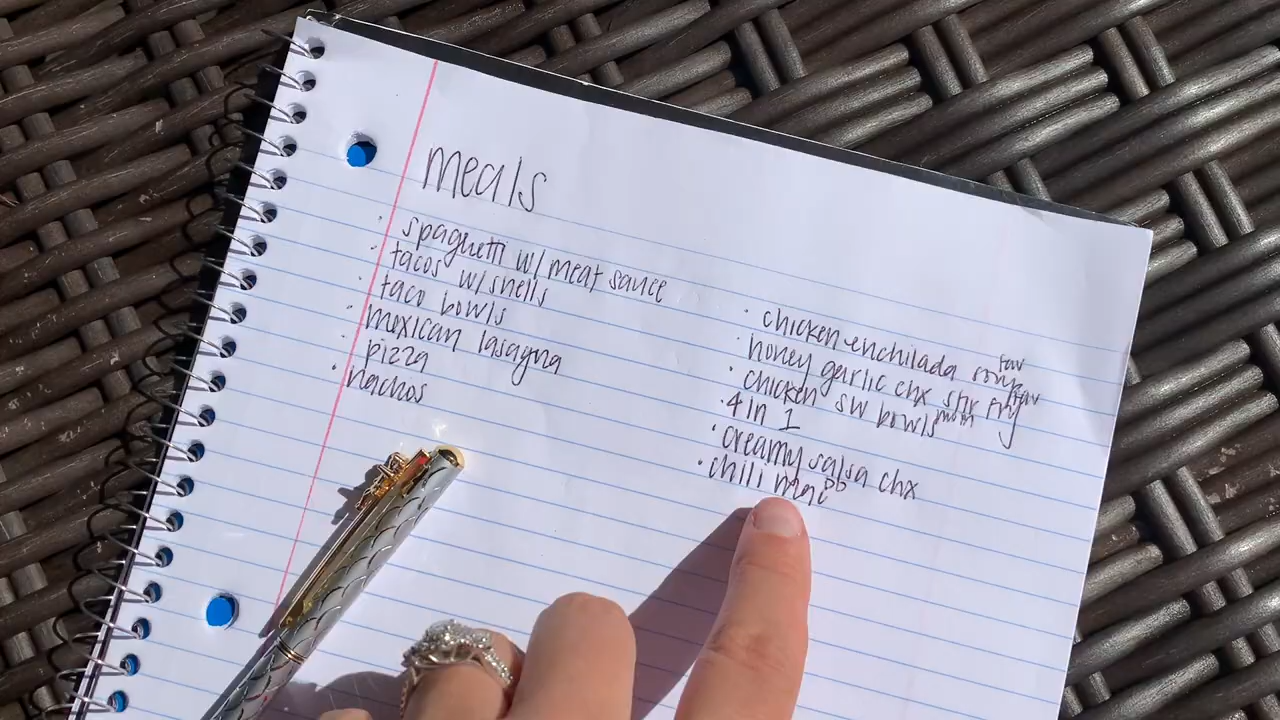 meals
· spaghetti w/ meat sauce
· tacos w/ shells
· taco bowls
· mexican lasagna
· pizza
· nachos
· chicken enchilada soup fav
· honey garlic chx stir fry fav
· chicken sw bowls mom
· 4 in 1
· creamy salsa chx
· chili mac PD